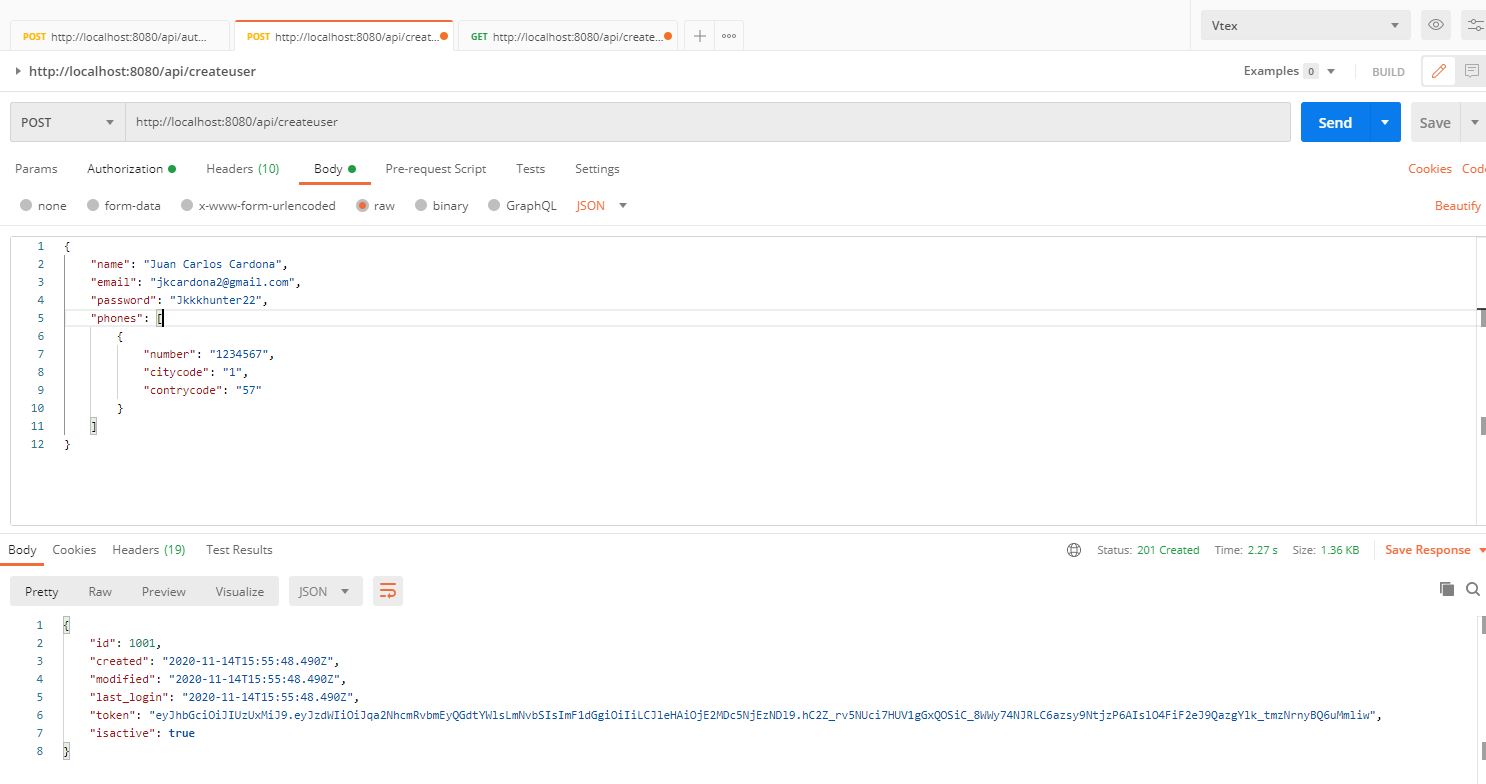 POST http://localhost:8080/api/aut... POST http://localhost:8080/api/creat... GET http://localhost:8080/api/create... Vtex
http://localhost:8080/api/createuser Examples 0 BUILD
POST http://localhost:8080/api/createuser Send Save
Params Authorization Headers (10) Body Pre-request Script Tests Settings Cookies Code
none form-data x-www-form-urlencoded raw binary GraphQL JSON Beautify
1 {
2 "name": "Juan Carlos Cardona",
3 "email": "jkcardona2@gmail.com",
4 "password": "Jkkkhunter22",
5 "phones": [
6 {
7 "number": "1234567",
8 "citycode": "1",
9 "contrycode": "57"
10 }
11 ]
12 }
Body Cookies Headers (19) Test Results Status: 201 Created Time: 2.27 s Size: 1.36 KB Save Response
Pretty Raw Preview Visualize JSON
1 {
2 "id": 1001,
3 "created": "2020-11-14T15:55:48.490Z",
4 "modified": "2020-11-14T15:55:48.490Z",
5 "last_login": "2020-11-14T15:55:48.490Z",
6 "token": "eyJhbGciOiJIUzUxMiJ9.eyJzdWIiOiJqa2NhcmRvbmEyQGdtYWlsLmNvbSIsImF1dGgiOiIiLCJleHAiOjE2MDc5NjEzNDl9.hC2Z_rv5NUci7HUV1gGxQOSiC_8WWy74NJRLC6azsy9NtjzP6AIslO4FiF2eJ9QazgYlk_tmzNrnyBQ6uMmliw",
7 "isactive": true
8 }